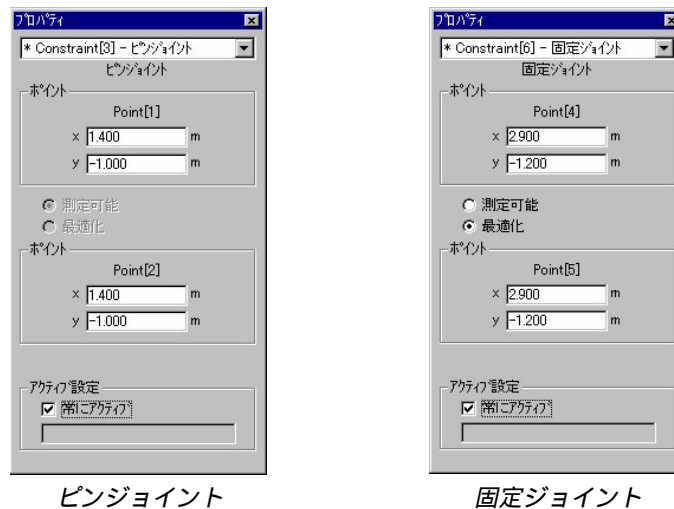 プロパティ
* Constraint[3] - ピンジョイント
ピンジョイント
ポイント
Point[1]
x 1.400 m
y -1.000 m
測定可能
最適化
ポイント
Point[2]
x 1.400 m
y -1.000 m
アクティブ設定
常にアクティブ
ピンジョイント
プロパティ
* Constraint[6] - 固定ジョイント
固定ジョイント
ポイント
Point[4]
x 2.900 m
y -1.200 m
測定可能
最適化
ポイント
Point[5]
x 2.900 m
y -1.200 m
アクティブ設定
常にアクティブ
固定ジョイント